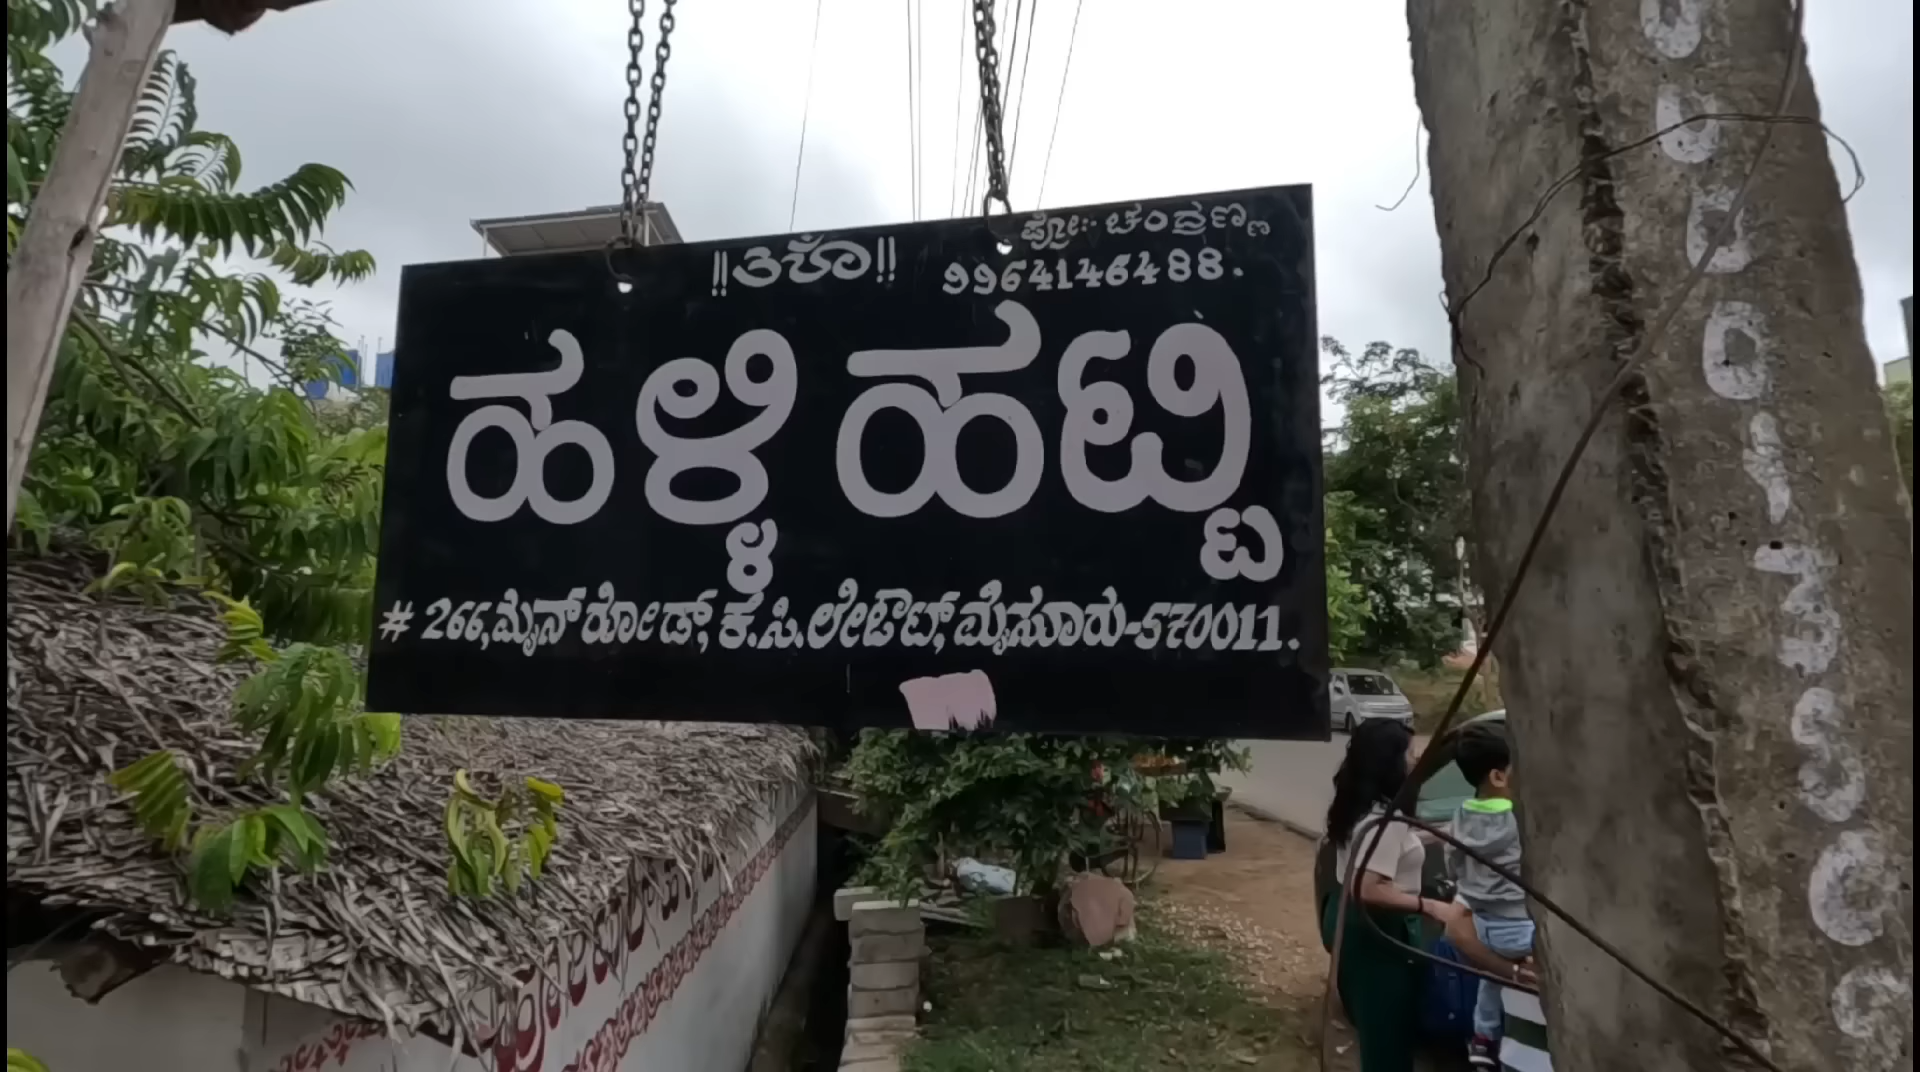 ಪ್ರೋ:- ಚಂದ್ರಣ್ಣ
9964146488.
ಹಳ್ಳಿ ಹಟ್ಟಿ
# 266, ಮೈನ್ ರೋಡ್, ಕೆ.ಸಿ.ಲೇಔಟ್, ಮೈಸೂರು-570011.